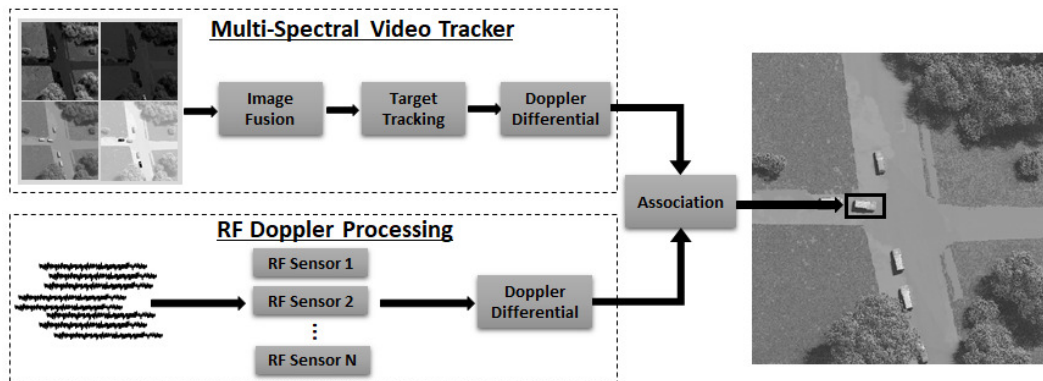 Multi-Spectral Video Tracker
Image
Fusion
Target
Tracking
Doppler
Differential
Association
RF Doppler Processing
RF Sensor 1
RF Sensor 2
⋮
RF Sensor N
Doppler
Differential